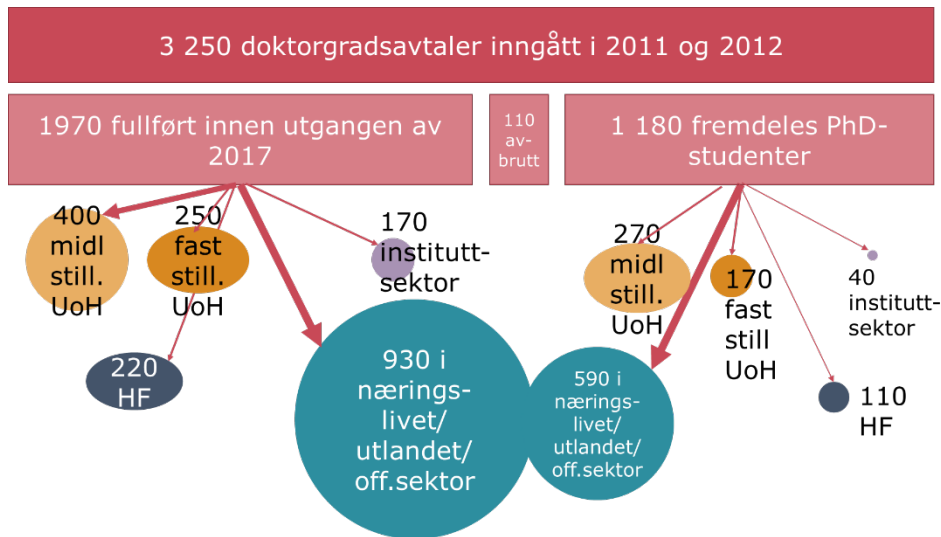 3 250 doktorgradsavtaler inngått i 2011 og 2012
1970 fullført innen utgangen av
2017
110
av-
brutt
1 180 fremdeles PhD-
studenter
400
midl
still.
UoH
250
fast
still.
UoH
170
institutt-
sektor
220
HF
930 i
nærings-
livet/
utlandet/
off.sektor
270
midl
still.
UoH
170
fast
still
UoH
40
institutt-
sektor
590 i
nærings-
livet/
utlandet/
off.sektor
110
HF